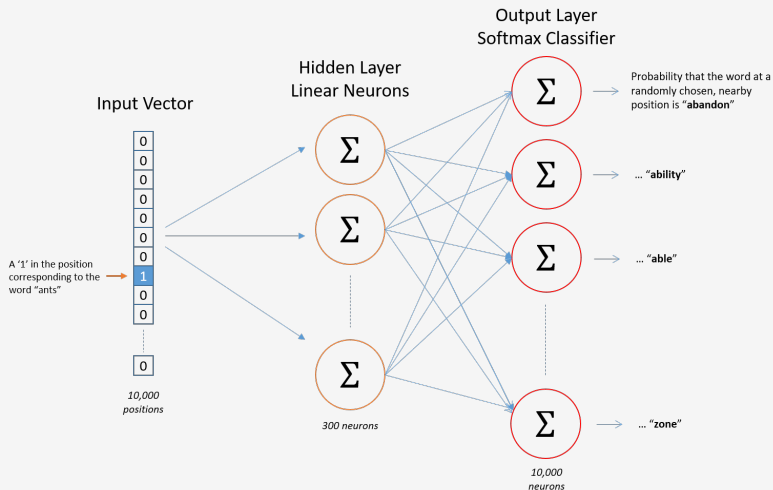 Output Layer
Softmax Classifier
Hidden Layer
Linear Neurons
Input Vector
0
0
0
0
0
0
0
1
0
0
0
A ‘1’ in the position
corresponding to the
word “ants”
10,000
positions
Σ
Σ
Σ
300 neurons
Σ
Σ
Σ
Σ
10,000
neurons
Probability that the word at a
randomly chosen, nearby
position is “abandon”
… “ability”
… “able”
… “zone”